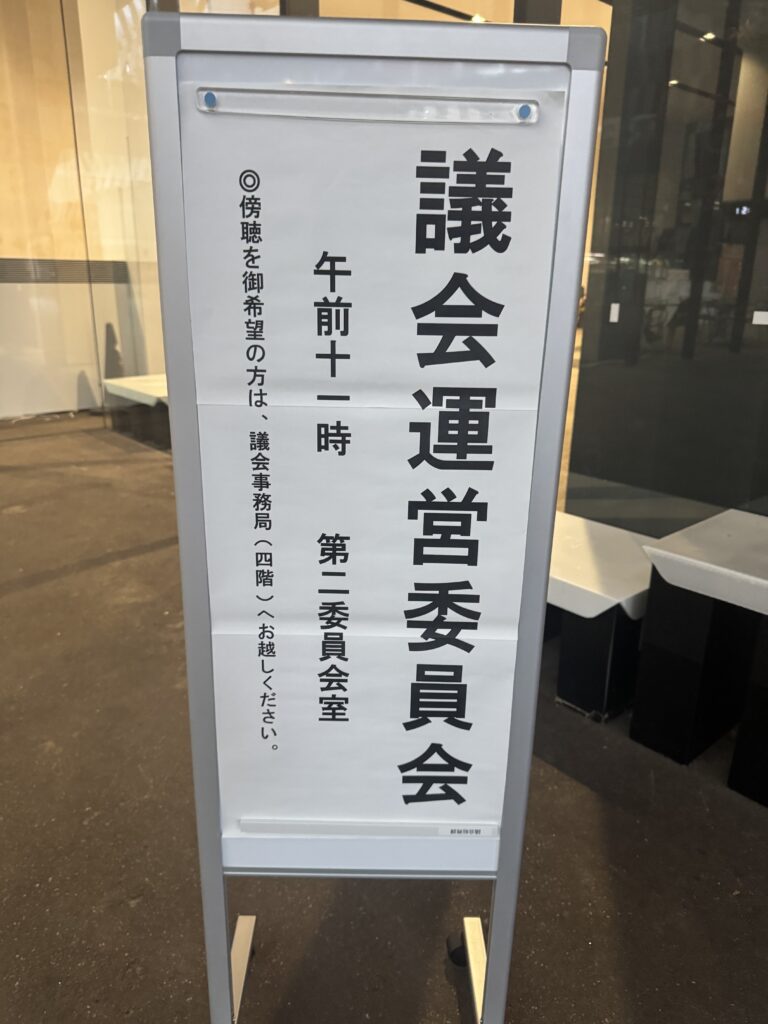 議会運営委員会
午前十一時　第二委員会室
◎傍聴を御希望の方は、議会事務局(四階)へお越しください。